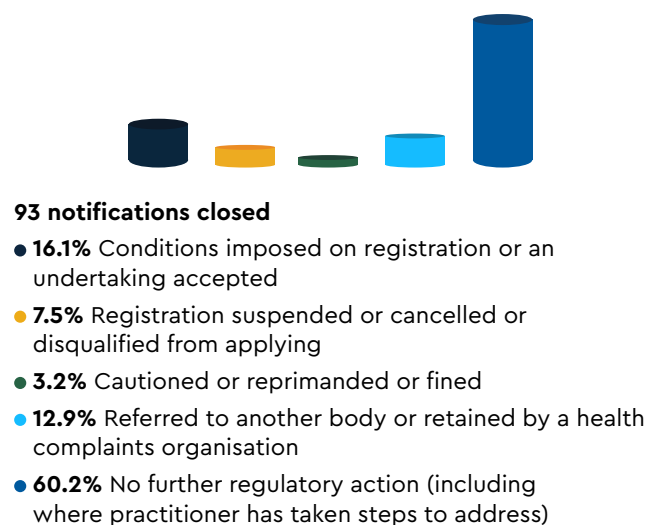 93 notifications closed
16.1% Conditions imposed on registration or an
undertaking accepted
7.5% Registration suspended or cancelled or
disqualified from applying
3.2% Cautioned or reprimanded or fined
12.9% Referred to another body or retained by a health
complaints organisation
60.2% No further regulatory action (including
where practitioner has taken steps to address)